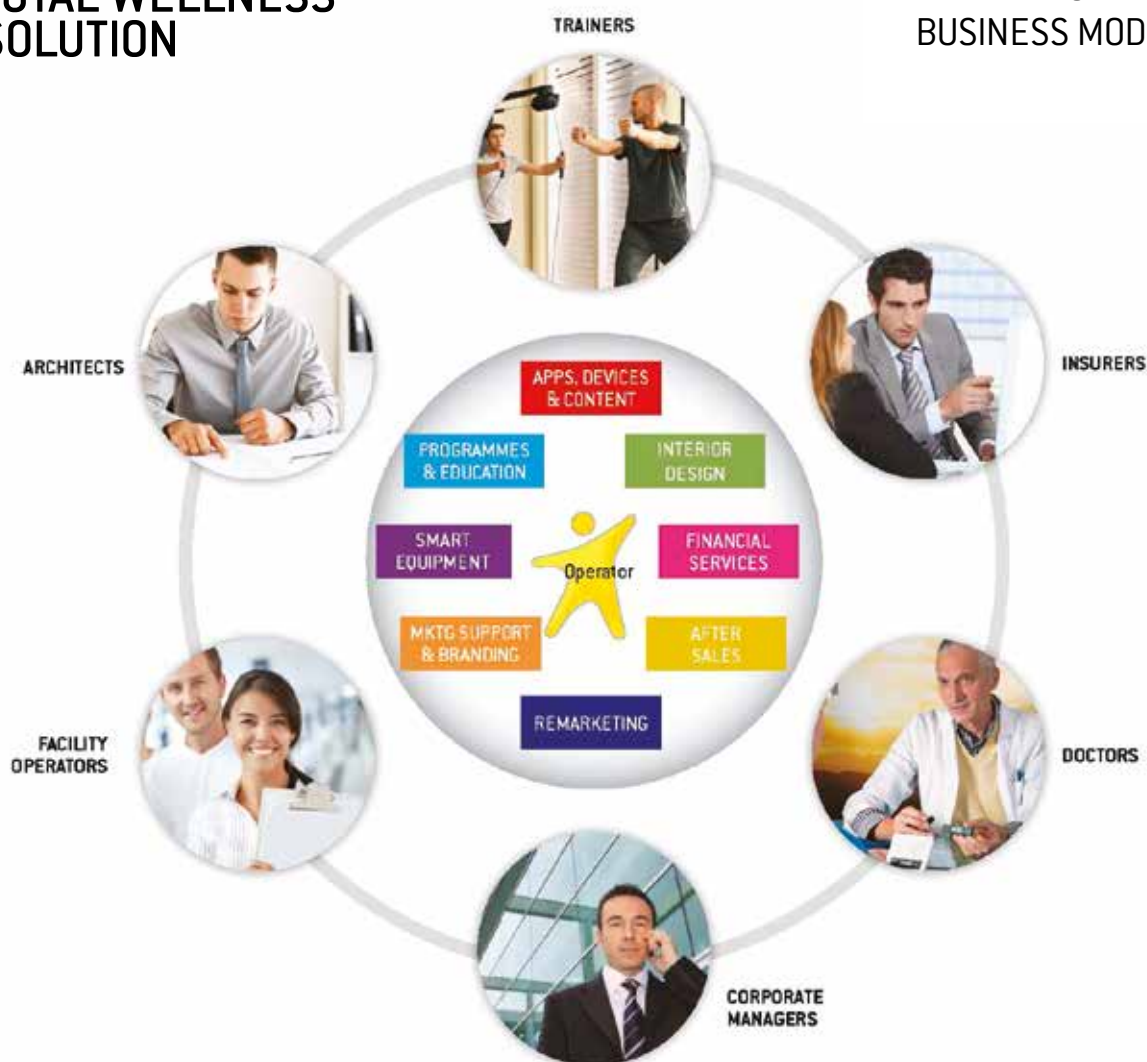 SOLUTION
BUSINESS MOD
TRAINERS
ARCHITECTS
INSURERS
APPS, DEVICES
& CONTENT
PROGRAMMES
& EDUCATION
INTERIOR
DESIGN
SMART
EQUIPMENT
Operator
FINANCIAL
SERVICES
MKTG SUPPORT
& BRANDING
AFTER
SALES
REMARKETING
FACILITY
OPERATORS
DOCTORS
CORPORATE
MANAGERS